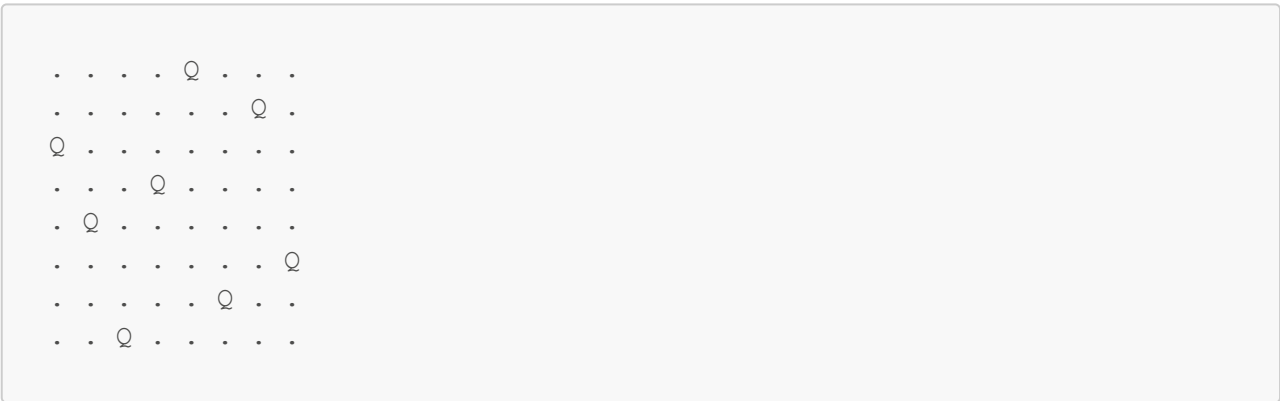 . . . . Q . . .
. . . . . . Q .
Q . . . . . . .
. . . Q . . . .
. Q . . . . . .
. . . . . . . Q
. . . . . Q . .
. . Q . . . . .